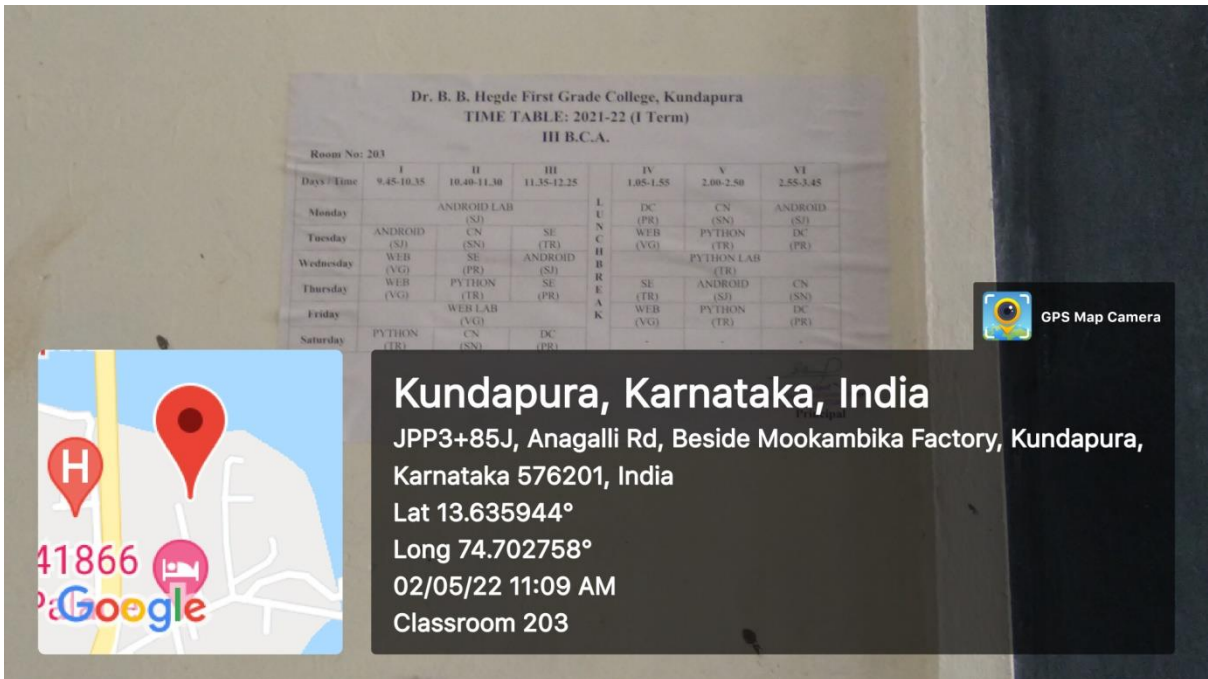 Dr. B. B. Hegde First Grade College, Kundapura
TIME TABLE: 2021-22 (I Term)
III B.C.A.
Room No: 203
Days / Time I 9.45-10.35 II 10.40-11.30 III 11.35-12.25 LUNCH BREAK IV 1.05-1.55 V 2.00-2.50 VI 2.55-3.45
Monday ANDROID LAB (SJ) DC (PR) CN (SN) ANDROID (SJ)
Tuesday ANDROID (SJ) CN (SN) SE (TR) WEB (VG) PYTHON (TR) DC (PR)
Wednesday WEB (VG) SE (PR) ANDROID (SJ) PYTHON LAB (TR)
Thursday WEB (VG) PYTHON (TR) SE (PR) SE (TR) ANDROID (SJ) CN (SN)
Friday WEB LAB (VG) WEB (VG) PYTHON (TR) DC (PR)
Saturday PYTHON (TR) CN (SN) DC (PR) - - -
Principal
GPS Map Camera
Kundapura, Karnataka, India
JPP3+85J, Anagalli Rd, Beside Mookambika Factory, Kundapura,
Karnataka 576201, India
Lat 13.635944°
Long 74.702758°
02/05/22 11:09 AM
Classroom 203
H
41866
Google